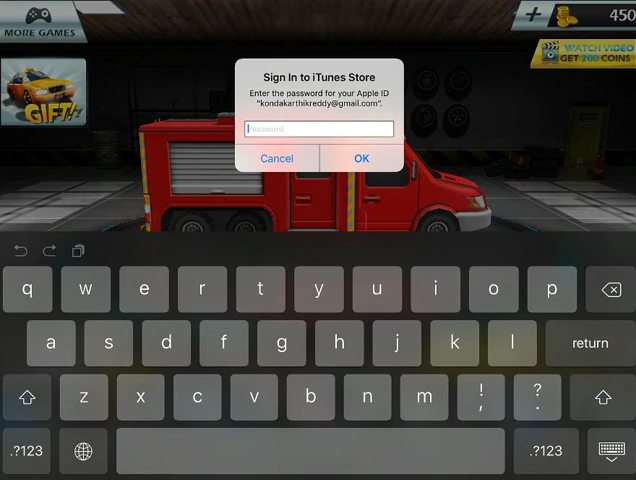 MORE GAMES
450
WATCH VIDEO
GET 200 COINS
GIFT!
Sign In to iTunes Store
Enter the password for your Apple ID
"kondakarthikreddy@gmail.com".
Password
Cancel OK
q w e r t y u i o p
a s d f g h j k l return
z x c v b n m ! , ? .
.?123 .?123